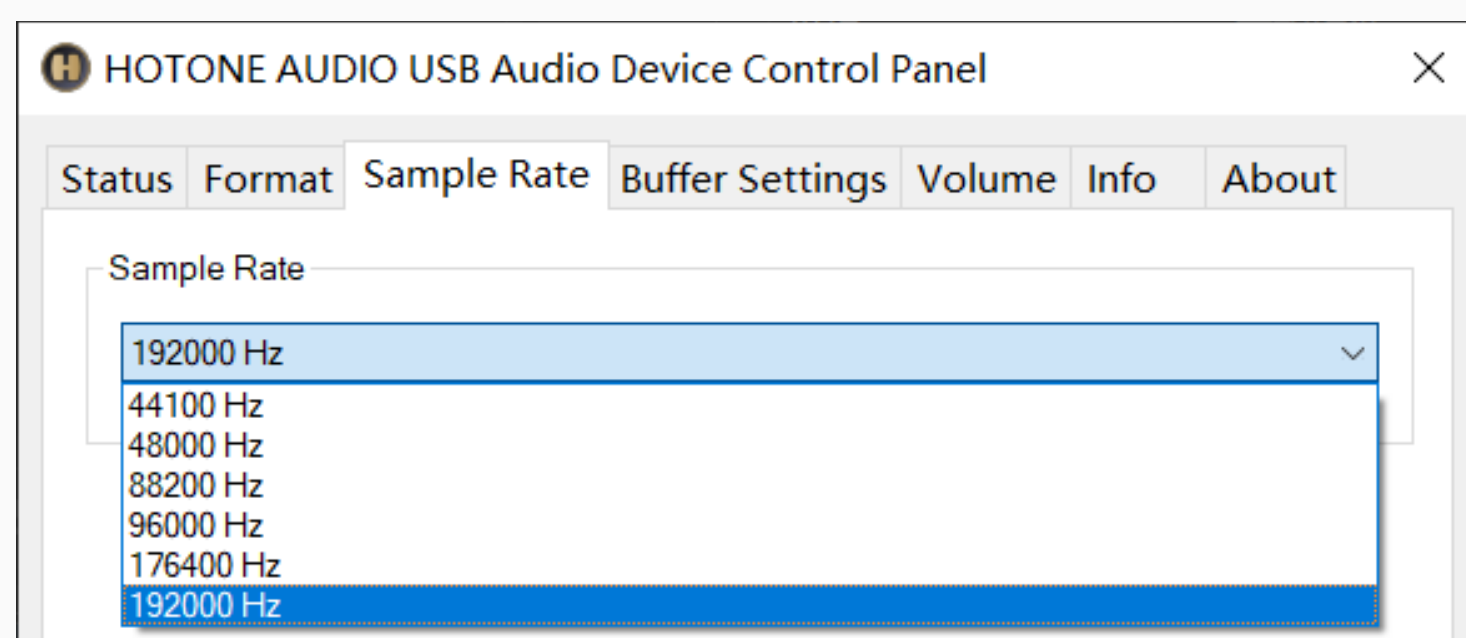 HOTONE AUDIO USB Audio Device Control Panel
Status Format Sample Rate Buffer Settings Volume Info About
Sample Rate
192000 Hz
44100 Hz
48000 Hz
88200 Hz
96000 Hz
176400 Hz
192000 Hz